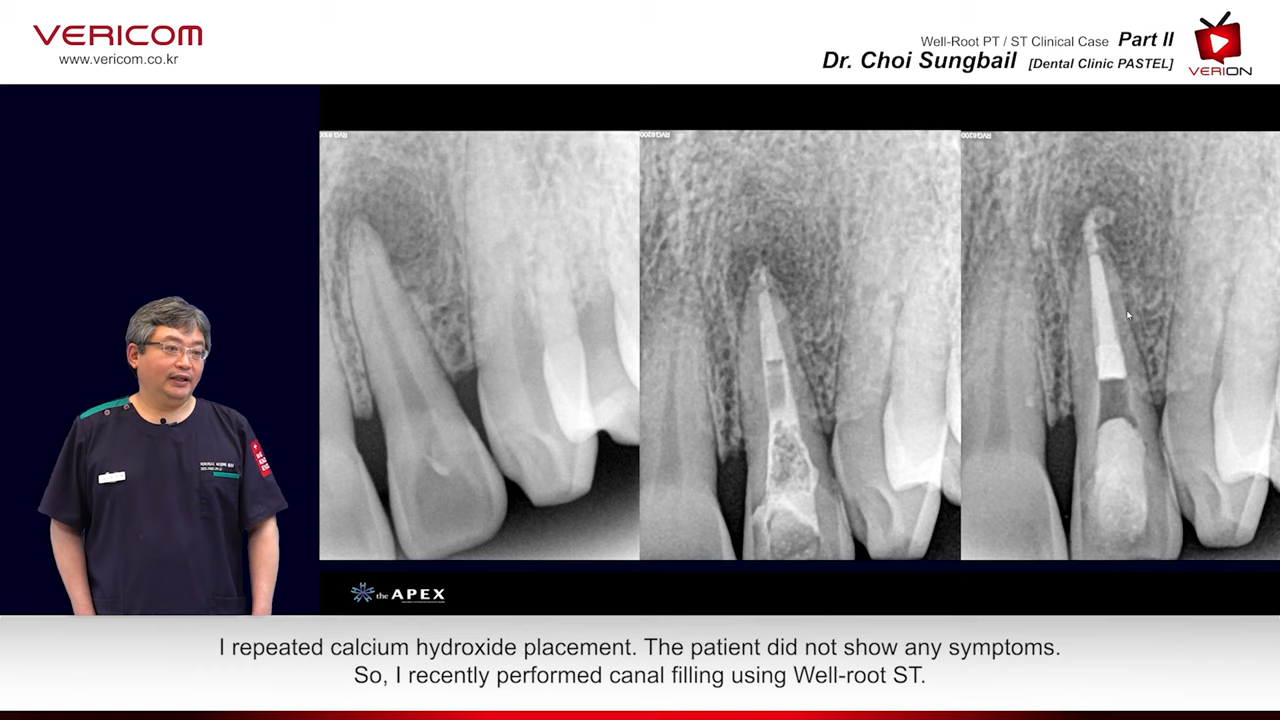 VERICOM
www.vericom.co.kr
Well-Root PT / ST Clinical Case Part II
Dr. Choi Sungbail [Dental Clinic PASTEL]
VERION
the APEX
I repeated calcium hydroxide placement. The patient did not show any symptoms.
So, I recently performed canal filling using Well-root ST.